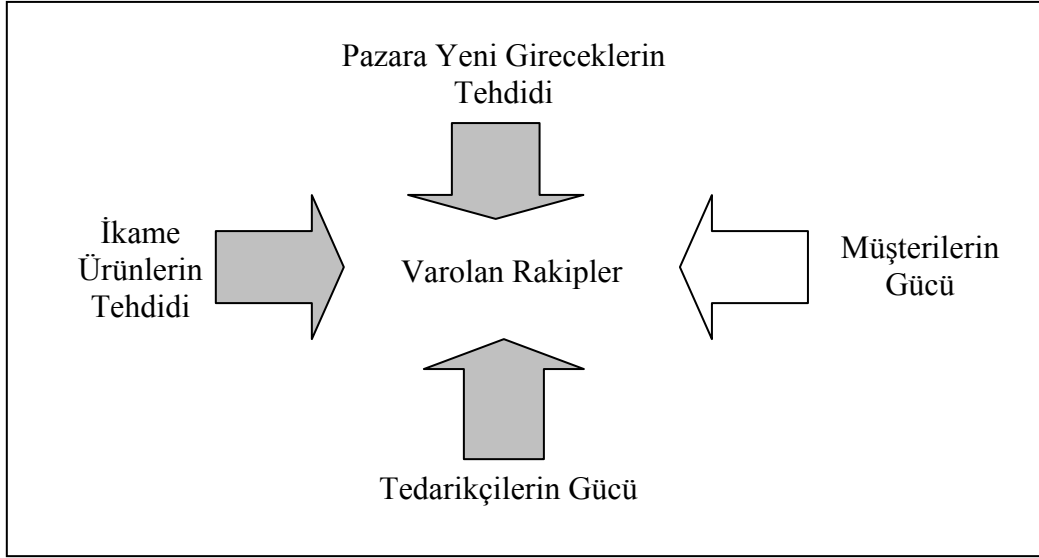 Pazara Yeni Gireceklerin
Tehdidi
İkame
Ürünlerin
Tehdidi
Varolan Rakipler
Müşterilerin
Gücü
Tedarikçilerin Gücü